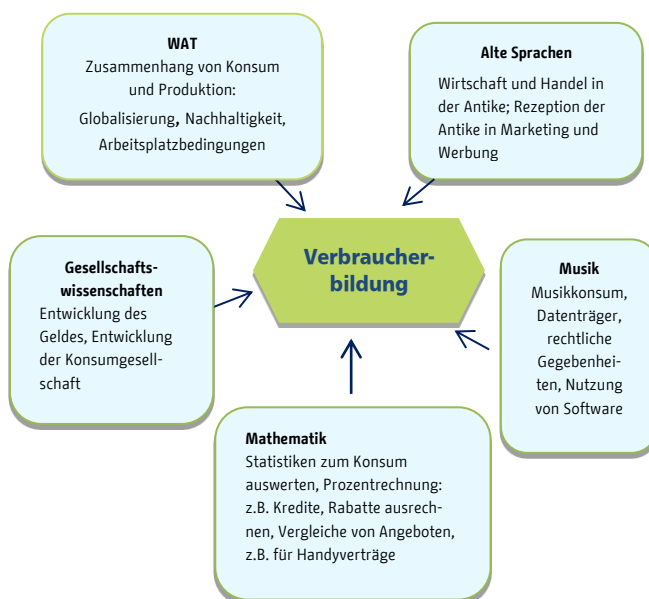 WAT
Zusammenhang von Konsum
und Produktion:
Globalisierung, Nachhaltigkeit,
Arbeitsplatzbedingungen
Alte Sprachen
Wirtschaft und Handel in
der Antike; Rezeption der
Antike in Marketing und
Werbung
Verbraucher-
bildung
Gesellschafts-
wissenschaften
Entwicklung des
Geldes, Entwicklung
der Konsumgesell-
schaft
Musik
Musikkonsum,
Datenträger,
rechtliche
Gegebenhei-
ten, Nutzung
von Software
Mathematik
Statistiken zum Konsum
auswerten, Prozentrechnung:
z.B. Kredite, Rabatte ausrech-
nen, Vergleiche von Angeboten,
z.B. für Handyverträge